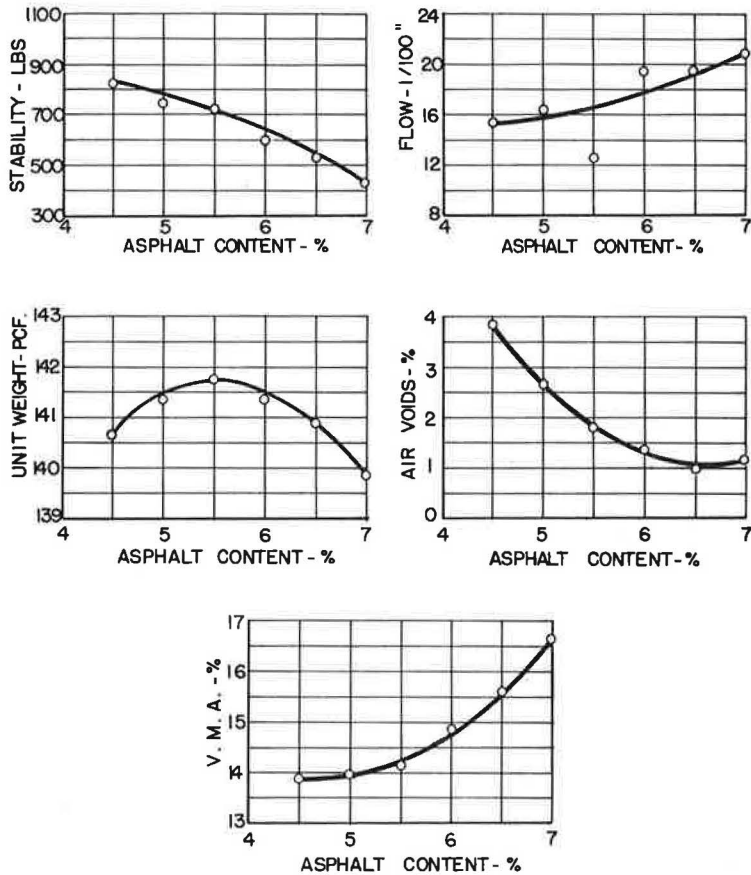 STABILITY - LBS
1100
900
700
500
300
4 5 6 7
ASPHALT CONTENT - %
FLOW - 1/100"
24
20
16
12
8
4 5 6 7
ASPHALT CONTENT - %
UNIT WEIGHT - PCF.
143
142
141
140
139
4 5 6 7
ASPHALT CONTENT - %
AIR VOIDS - %
4
3
2
1
0
4 5 6 7
ASPHALT CONTENT - %
V. M. A. - %
17
16
15
14
13
4 5 6 7
ASPHALT CONTENT - %